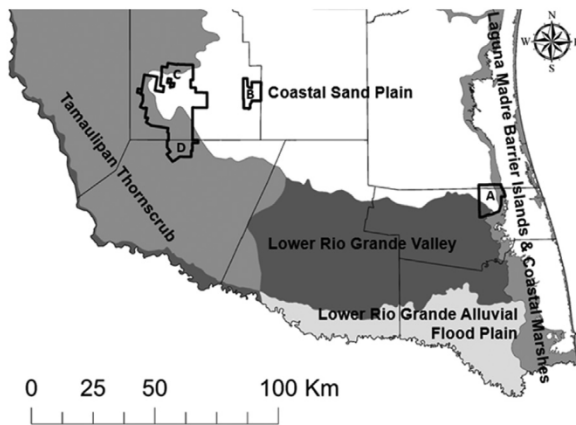 N
W
S
C
B
Coastal Sand Plain
D
Tamaulipan Thornscrub
Laguna Madre Barrier Islands & Coastal Marshes
A
Lower Rio Grande Valley
Lower Rio Grande Alluvial
Flood Plain
0 25 50 100 Km